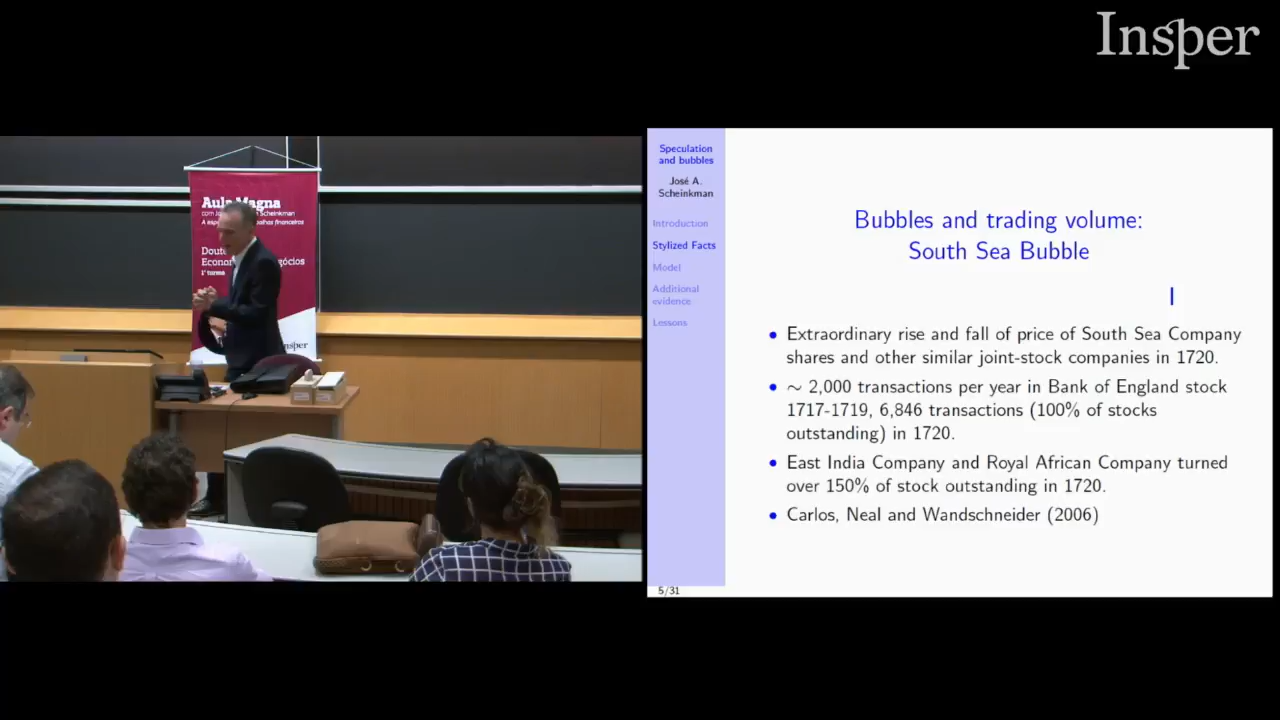 Insper
Aula Magna
Speculation
and bubbles
José A.
Scheinkman
Introduction
Stylized Facts
Model
Additional
evidence
Lessons
Bubbles and trading volume:
South Sea Bubble
• Extraordinary rise and fall of price of South Sea Company
shares and other similar joint-stock companies in 1720.
• ∼ 2,000 transactions per year in Bank of England stock
1717-1719, 6,846 transactions (100% of stocks
outstanding) in 1720.
• East India Company and Royal African Company turned
over 150% of stock outstanding in 1720.
• Carlos, Neal and Wandschneider (2006)
5/31